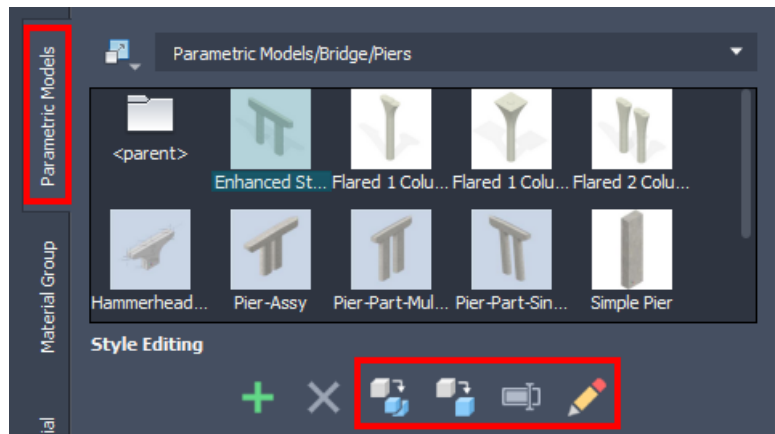 Parametric Models
Material Group
ial
Parametric Models/Bridge/Piers
<parent>
Enhanced St...
Flared 1 Colu...
Flared 1 Colu...
Flared 2 Colu...
Hammerhead...
Pier-Assy
Pier-Part-Mul...
Pier-Part-Sin...
Simple Pier
Style Editing